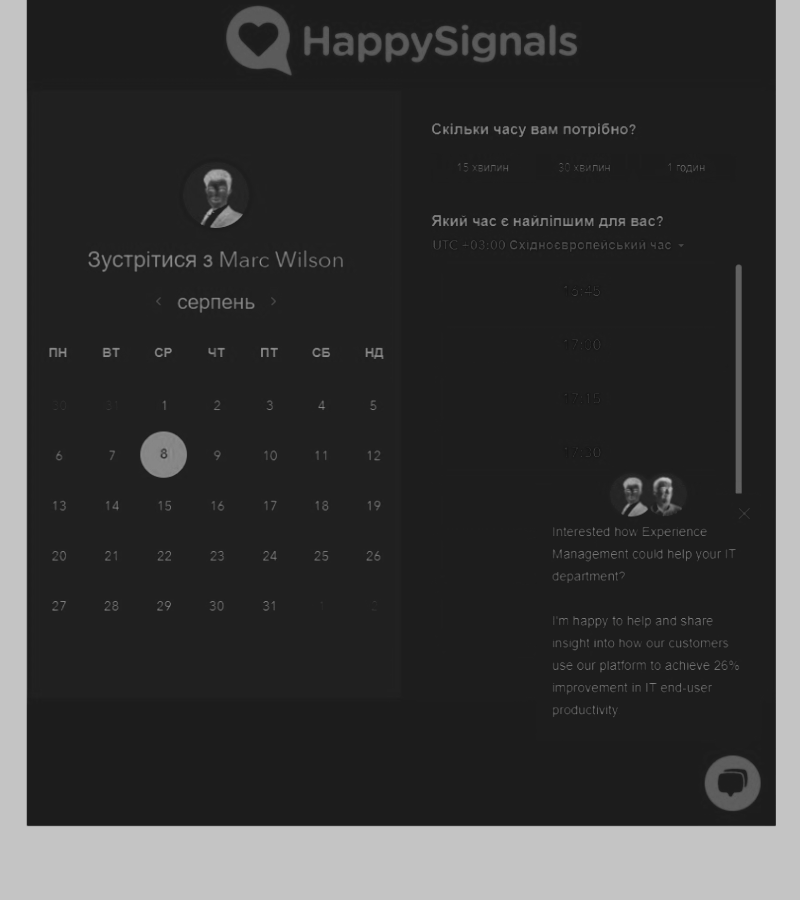 HappySignals
Скільки часу вам потрібно?
15 хвилин 30 хвилин 1 годин
Який час є найліпшим для вас?
UTC +03:00 Східноєвропейський час
Зустрітися з Marc Wilson
серпень
ПН ВТ СР ЧТ ПТ СБ НД
30 31 1 2 3 4 5
6 7 8 9 10 11 12
13 14 15 16 17 18 19
20 21 22 23 24 25 26
27 28 29 30 31 1 2
17:00
17:15
17:30
Interested how Experience
Management could help your IT
department?
I'm happy to help and share
insight into how our customers
use our platform to achieve 26%
improvement in IT end-user
productivity